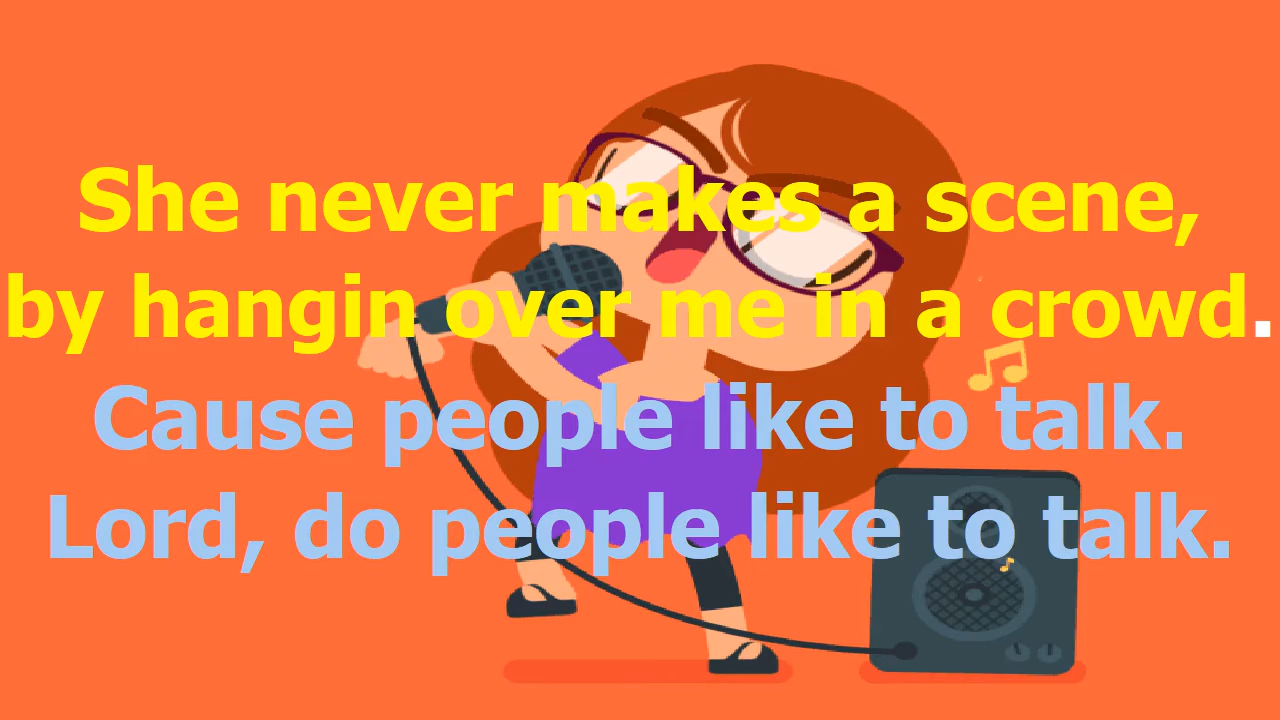 She never makes a scene,
by hangin over me in a crowd.
Cause people like to talk.
Lord, do people like to talk.